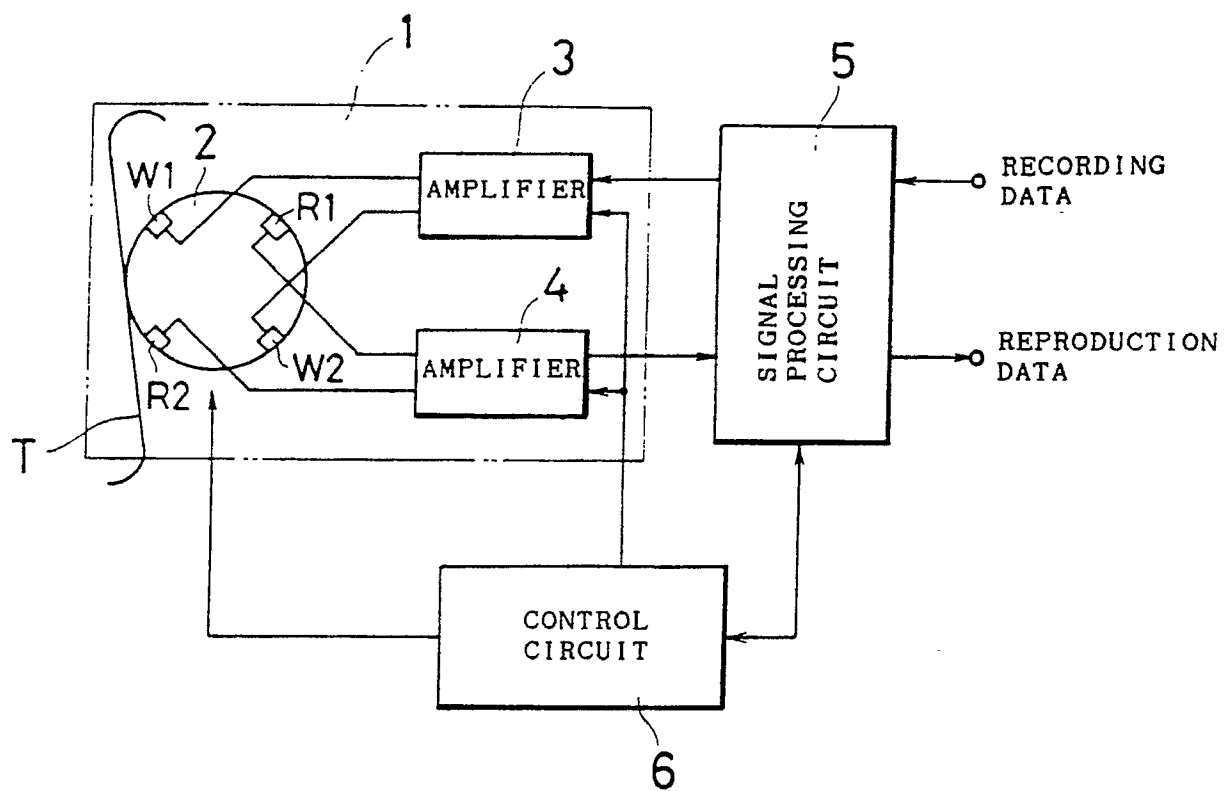 1
3
5
2
W1
R1
AMPLIFIER
RECORDING
DATA
4
SIGNAL
PROCESSING
CIRCUIT
W2
AMPLIFIER
REPRODUCTION
DATA
R2
T
CONTROL
CIRCUIT
6